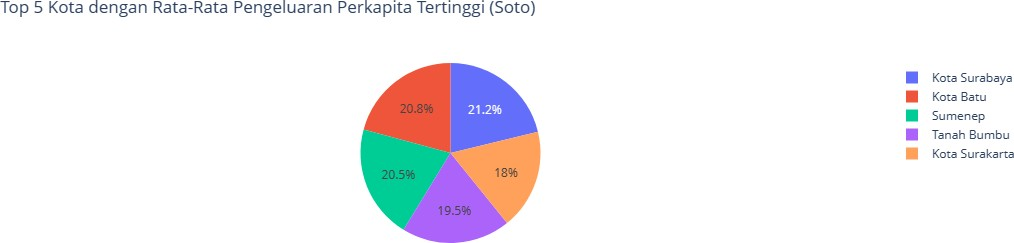 Top 5 Kota dengan Rata-Rata Pengeluaran Perkapita Tertinggi (Soto)
20.8%
21.2%
20.5%
18%
19.5%
Kota Surabaya
Kota Batu
Sumenep
Tanah Bumbu
Kota Surakarta